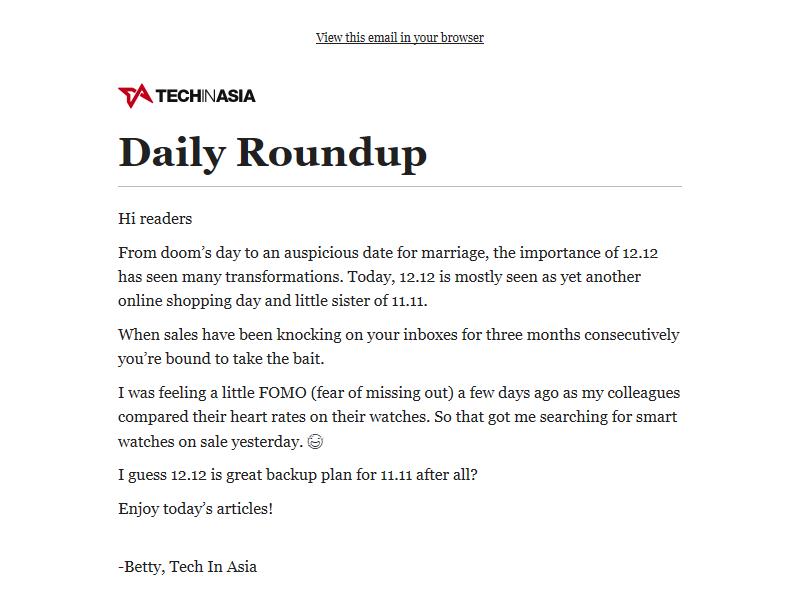 View this email in your browser
TECHINASIA
Daily Roundup
Hi readers
From doom’s day to an auspicious date for marriage, the importance of 12.12
has seen many transformations. Today, 12.12 is mostly seen as yet another
online shopping day and little sister of 11.11.
When sales have been knocking on your inboxes for three months consecutively
you’re bound to take the bait.
I was feeling a little FOMO (fear of missing out) a few days ago as my colleagues
compared their heart rates on their watches. So that got me searching for smart
watches on sale yesterday. 😅
I guess 12.12 is great backup plan for 11.11 after all?
Enjoy today’s articles!
-Betty, Tech In Asia